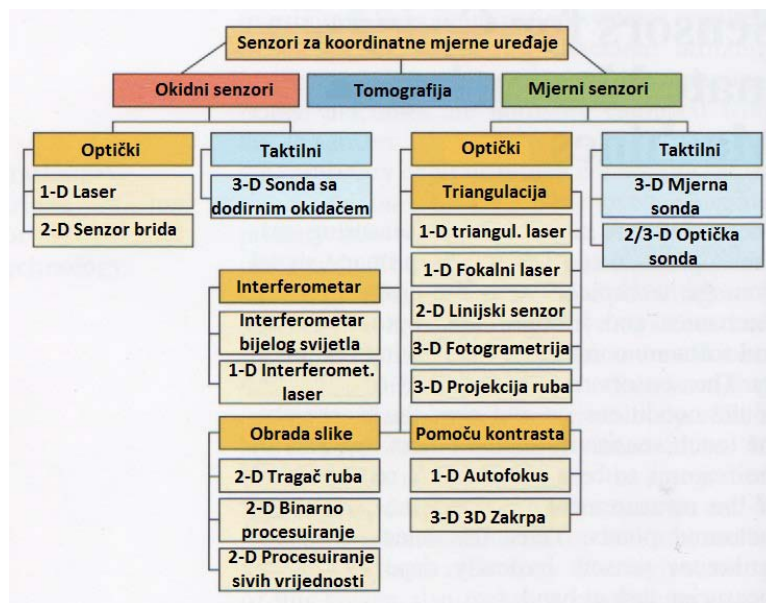 Senzori za koordinatne mjerne uređaje
Okidni senzori
Tomografija
Mjerni senzori
Optički
Taktilni
Optički
Taktilni
1-D Laser
2-D Senzor brida
3-D Sonda sa
dodirnim okidačem
Triangulacija
1-D triangul. laser
1-D Fokalni laser
2-D Linijski senzor
3-D Fotogrametrija
3-D Projekcija ruba
3-D Mjerna
sonda
2/3-D Optička
sonda
Interferometar
Interferometar
bijelog svijetla
1-D Interferomet.
laser
Obrada slike
2-D Tragač ruba
2-D Binarno
procesuiranje
2-D Procesuiranje
sivih vrijednosti
Pomoću kontrasta
1-D Autofokus
3-D 3D Zakrpa